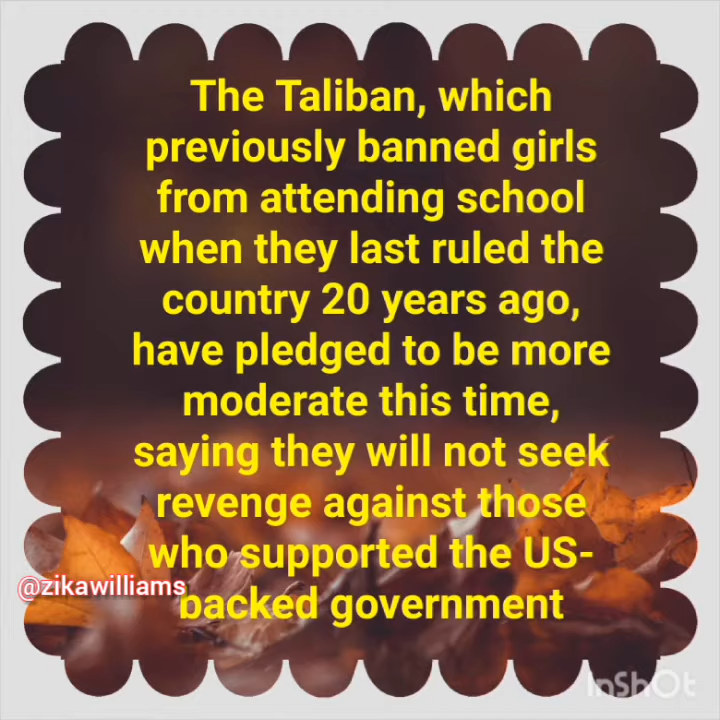 The Taliban, which
previously banned girls
from attending school
when they last ruled the
country 20 years ago,
have pledged to be more
moderate this time,
saying they will not seek
revenge against those
who supported the US-
@zikawilliams
backed government
InShOt